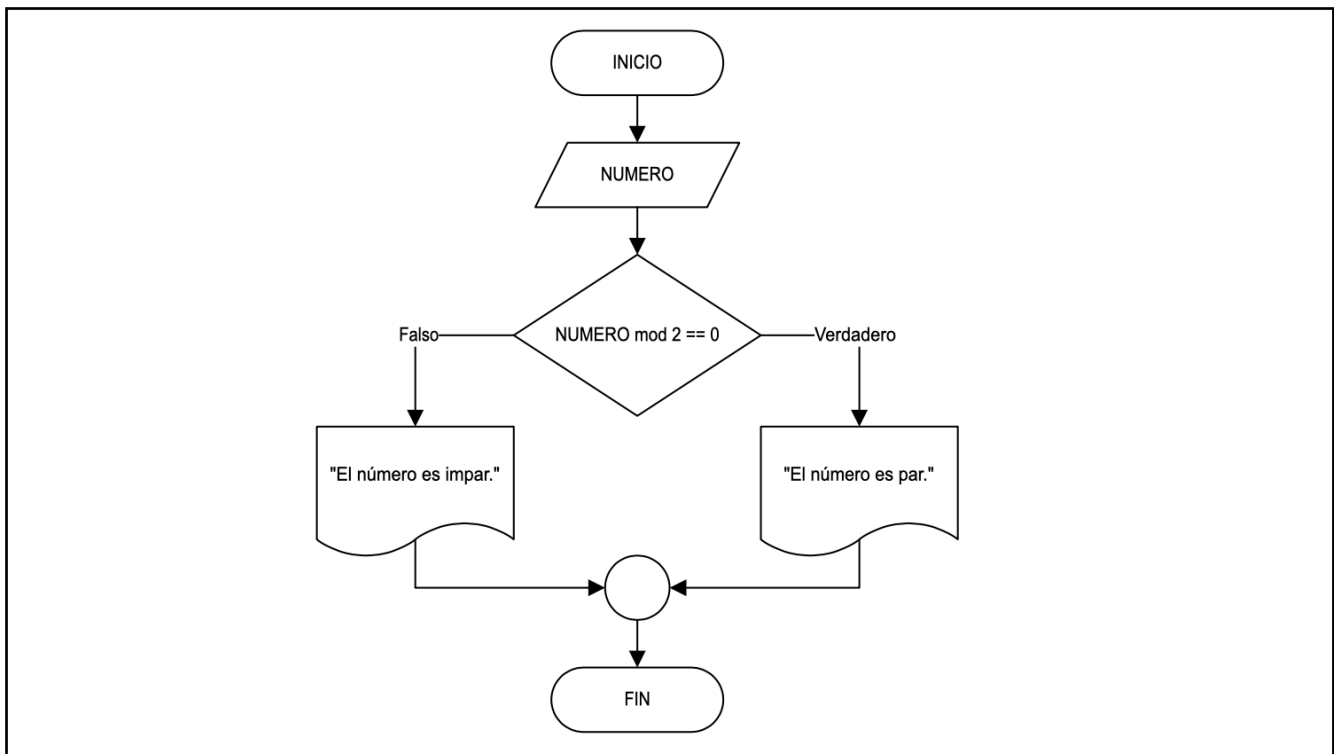 INICIO
NUMERO
NUMERO mod 2 == 0
Falso
Verdadero
"El número es impar."
"El número es par."
FIN